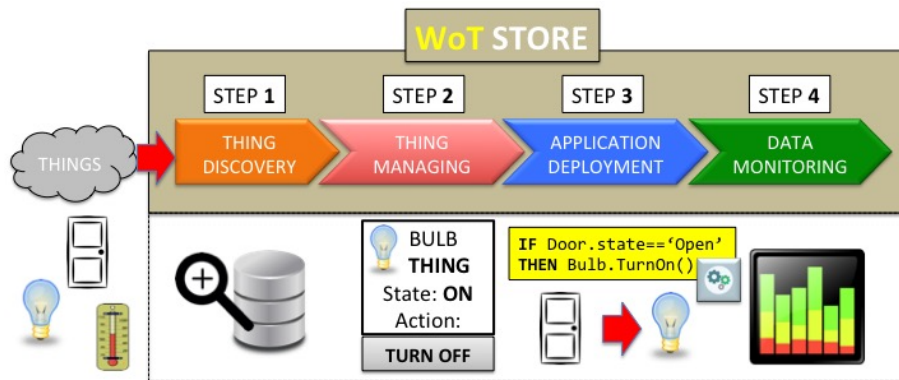 WoT STORE
STEP 1
STEP 2
STEP 3
STEP 4
THINGS
THING
DISCOVERY
THING
MANAGING
APPLICATION
DEPLOYMENT
DATA
MONITORING
BULB
THING
State: ON
Action:
TURN OFF
IF Door.state==‘Open’
THEN Bulb.TurnOn()